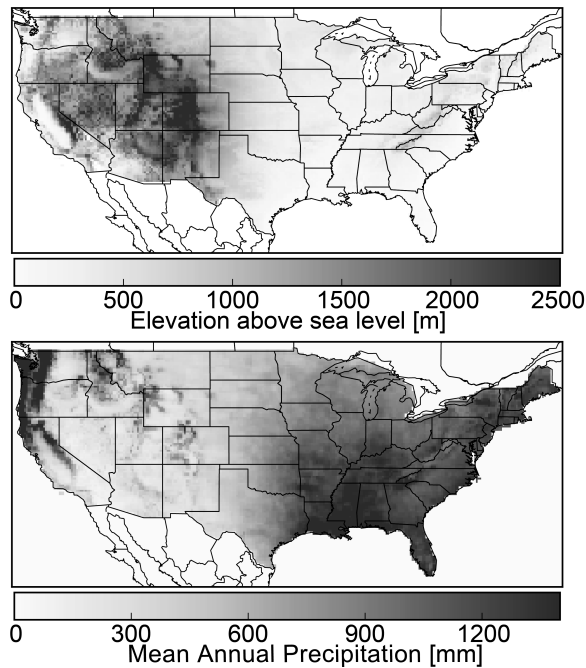 0 500 1000 1500 2000 2500
Elevation above sea level [m]
0 300 600 900 1200
Mean Annual Precipitation [mm]